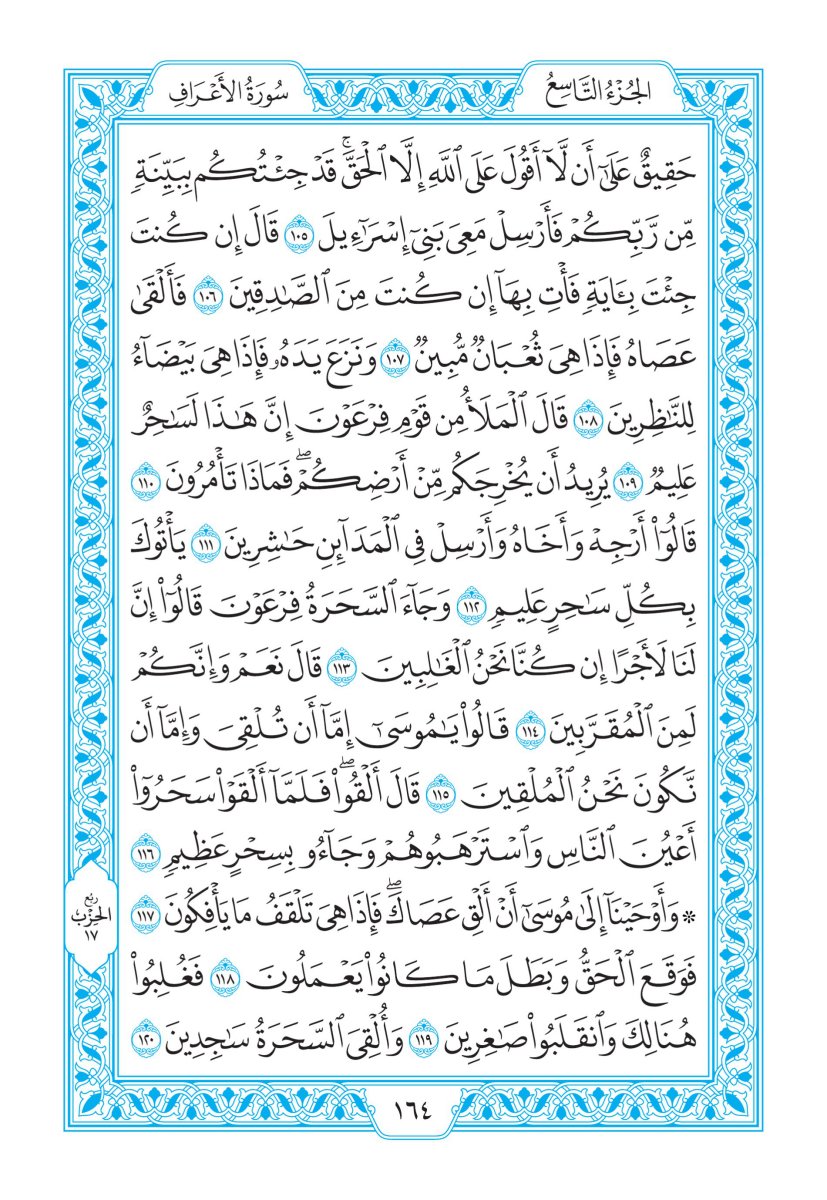 الجُزْءُ التَّاسِعُ
سُورَةُ الأَعْرَافِ
حَقِيقٌ عَلَىٰٓ أَن لَّآ أَقُولَ عَلَى ٱللَّهِ إِلَّا ٱلْحَقَّۚ قَدْ جِئْتُكُم بِبَيِّنَةٖ
مِّن رَّبِّكُمْ فَأَرْسِلْ مَعِيَ بَنِيٓ إِسْرَٰٓءِيلَ ١٠٥ قَالَ إِن كُنتَ
جِئْتَ بِـَٔايَةٖ فَأْتِ بِهَآ إِن كُنتَ مِنَ ٱلصَّٰدِقِينَ ١٠٦ فَأَلْقَىٰ
عَصَاهُ فَإِذَا هِيَ ثُعْبَانٞ مُّبِينٞ ١٠٧ وَنَزَعَ يَدَهُۥ فَإِذَا هِيَ بَيْضَآءُ
لِلنَّٰظِرِينَ ١٠٨ قَالَ ٱلْمَلَأُ مِن قَوْمِ فِرْعَوْنَ إِنَّ هَٰذَا لَسَٰحِرٌ
عَلِيمٞ ١٠٩ يُرِيدُ أَن يُخْرِجَكُم مِّنْ أَرْضِكُمْۖ فَمَاذَا تَأْمُرُونَ ١١٠
قَالُوٓاْ أَرْجِهْ وَأَخَاهُ وَأَرْسِلْ فِي ٱلْمَدَآئِنِ حَٰشِرِينَ ١١١ يَأْتُوكَ
بِكُلِّ سَٰحِرٍ عَلِيمٖ ١١٢ وَجَآءَ ٱلسَّحَرَةُ فِرْعَوْنَ قَالُوٓاْ إِنَّ
لَنَا لَأَجْرًا إِن كُنَّا نَحْنُ ٱلْغَٰلِبِينَ ١١٣ قَالَ نَعَمْ وَإِنَّكُمْ
لَمِنَ ٱلْمُقَرَّبِينَ ١١٤ قَالُواْ يَٰمُوسَىٰٓ إِمَّآ أَن تُلْقِيَ وَإِمَّآ أَن
نَّكُونَ نَحْنُ ٱلْمُلْقِينَ ١١٥ قَالَ أَلْقُواْۖ فَلَمَّآ أَلْقَوْاْ سَحَرُوٓاْ
أَعْيُنَ ٱلنَّاسِ وَٱسْتَرْهَبُوهُمْ وَجَآءُو بِسِحْرٍ عَظِيمٖ ١١٦
* وَأَوْحَيْنَآ إِلَىٰ مُوسَىٰٓ أَنْ أَلْقِ عَصَاكَۖ فَإِذَا هِيَ تَلْقَفُ مَا يَأْفِكُونَ ١١٧
فَوَقَعَ ٱلْحَقُّ وَبَطَلَ مَا كَانُواْ يَعْمَلُونَ ١١٨ فَغُلِبُواْ
هُنَالِكَ وَٱنقَلَبُواْ صَٰغِرِينَ ١١٩ وَأُلْقِيَ ٱلسَّحَرَةُ سَٰجِدِينَ ١٢٠
رُبْعُ
الحِزْبِ
١٧
١٦٤